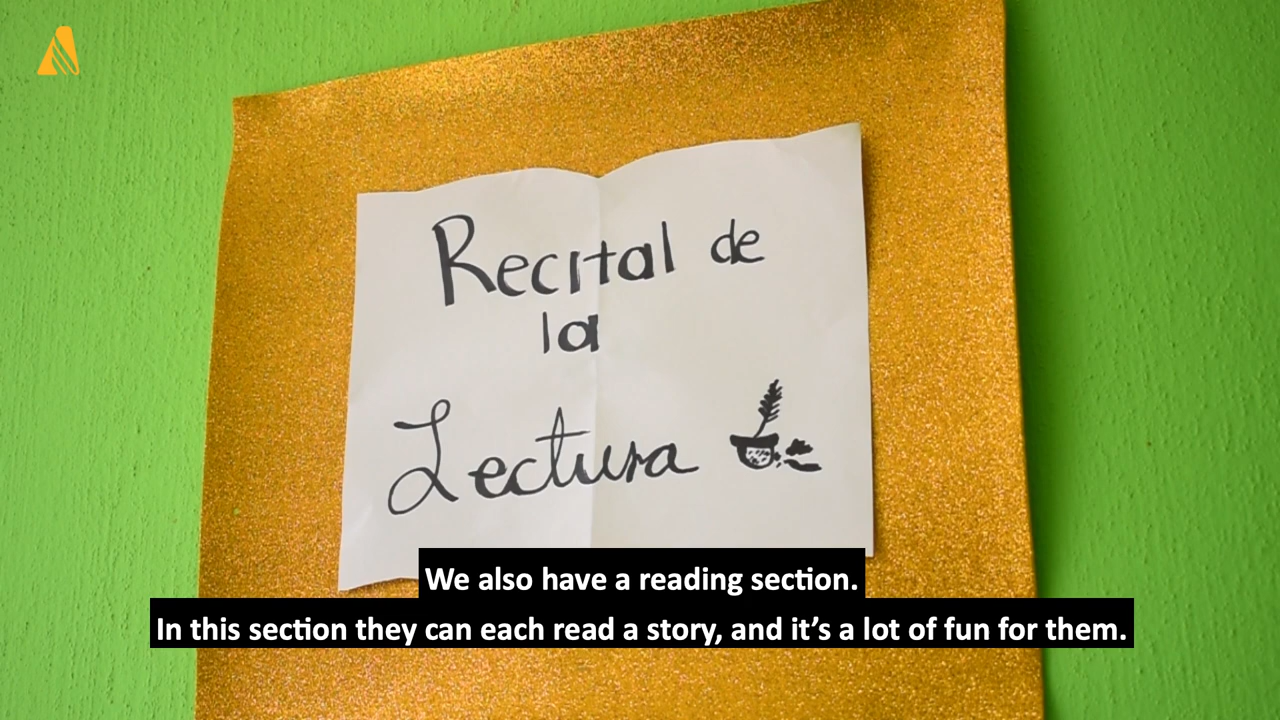 Recital de
la
Lectura
We also have a reading section.
In this section they can each read a story, and it's a lot of fun for them.